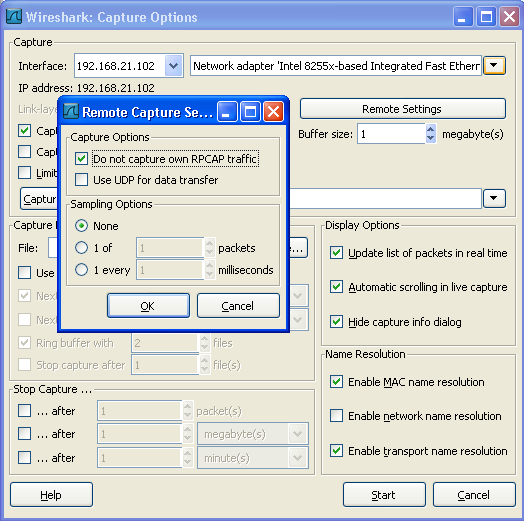 Wireshark: Capture Options
Capture
Interface: 192.168.21.102 Network adapter 'Intel 8255x-based Integrated Fast Ethern
IP address: 192.168.21.102
Link-laye
Remote Settings
Capt
Buffer size: 1 megabyte(s)
Capt
Limit
Captur
Remote Capture Se...
Capture Options
Do not capture own RPCAP traffic
Use UDP for data transfer
Sampling Options
None
1 of 1 packets
1 every 1 milliseconds
OK Cancel
Capture
File: e...
Use
Next
Next
Ring buffer with 2 files
Stop capture after 1 file(s)
Stop Capture ...
... after 1 packet(s)
... after 1 megabyte(s)
... after 1 minute(s)
Display Options
Update list of packets in real time
Automatic scrolling in live capture
Hide capture info dialog
Name Resolution
Enable MAC name resolution
Enable network name resolution
Enable transport name resolution
Help Start Cancel